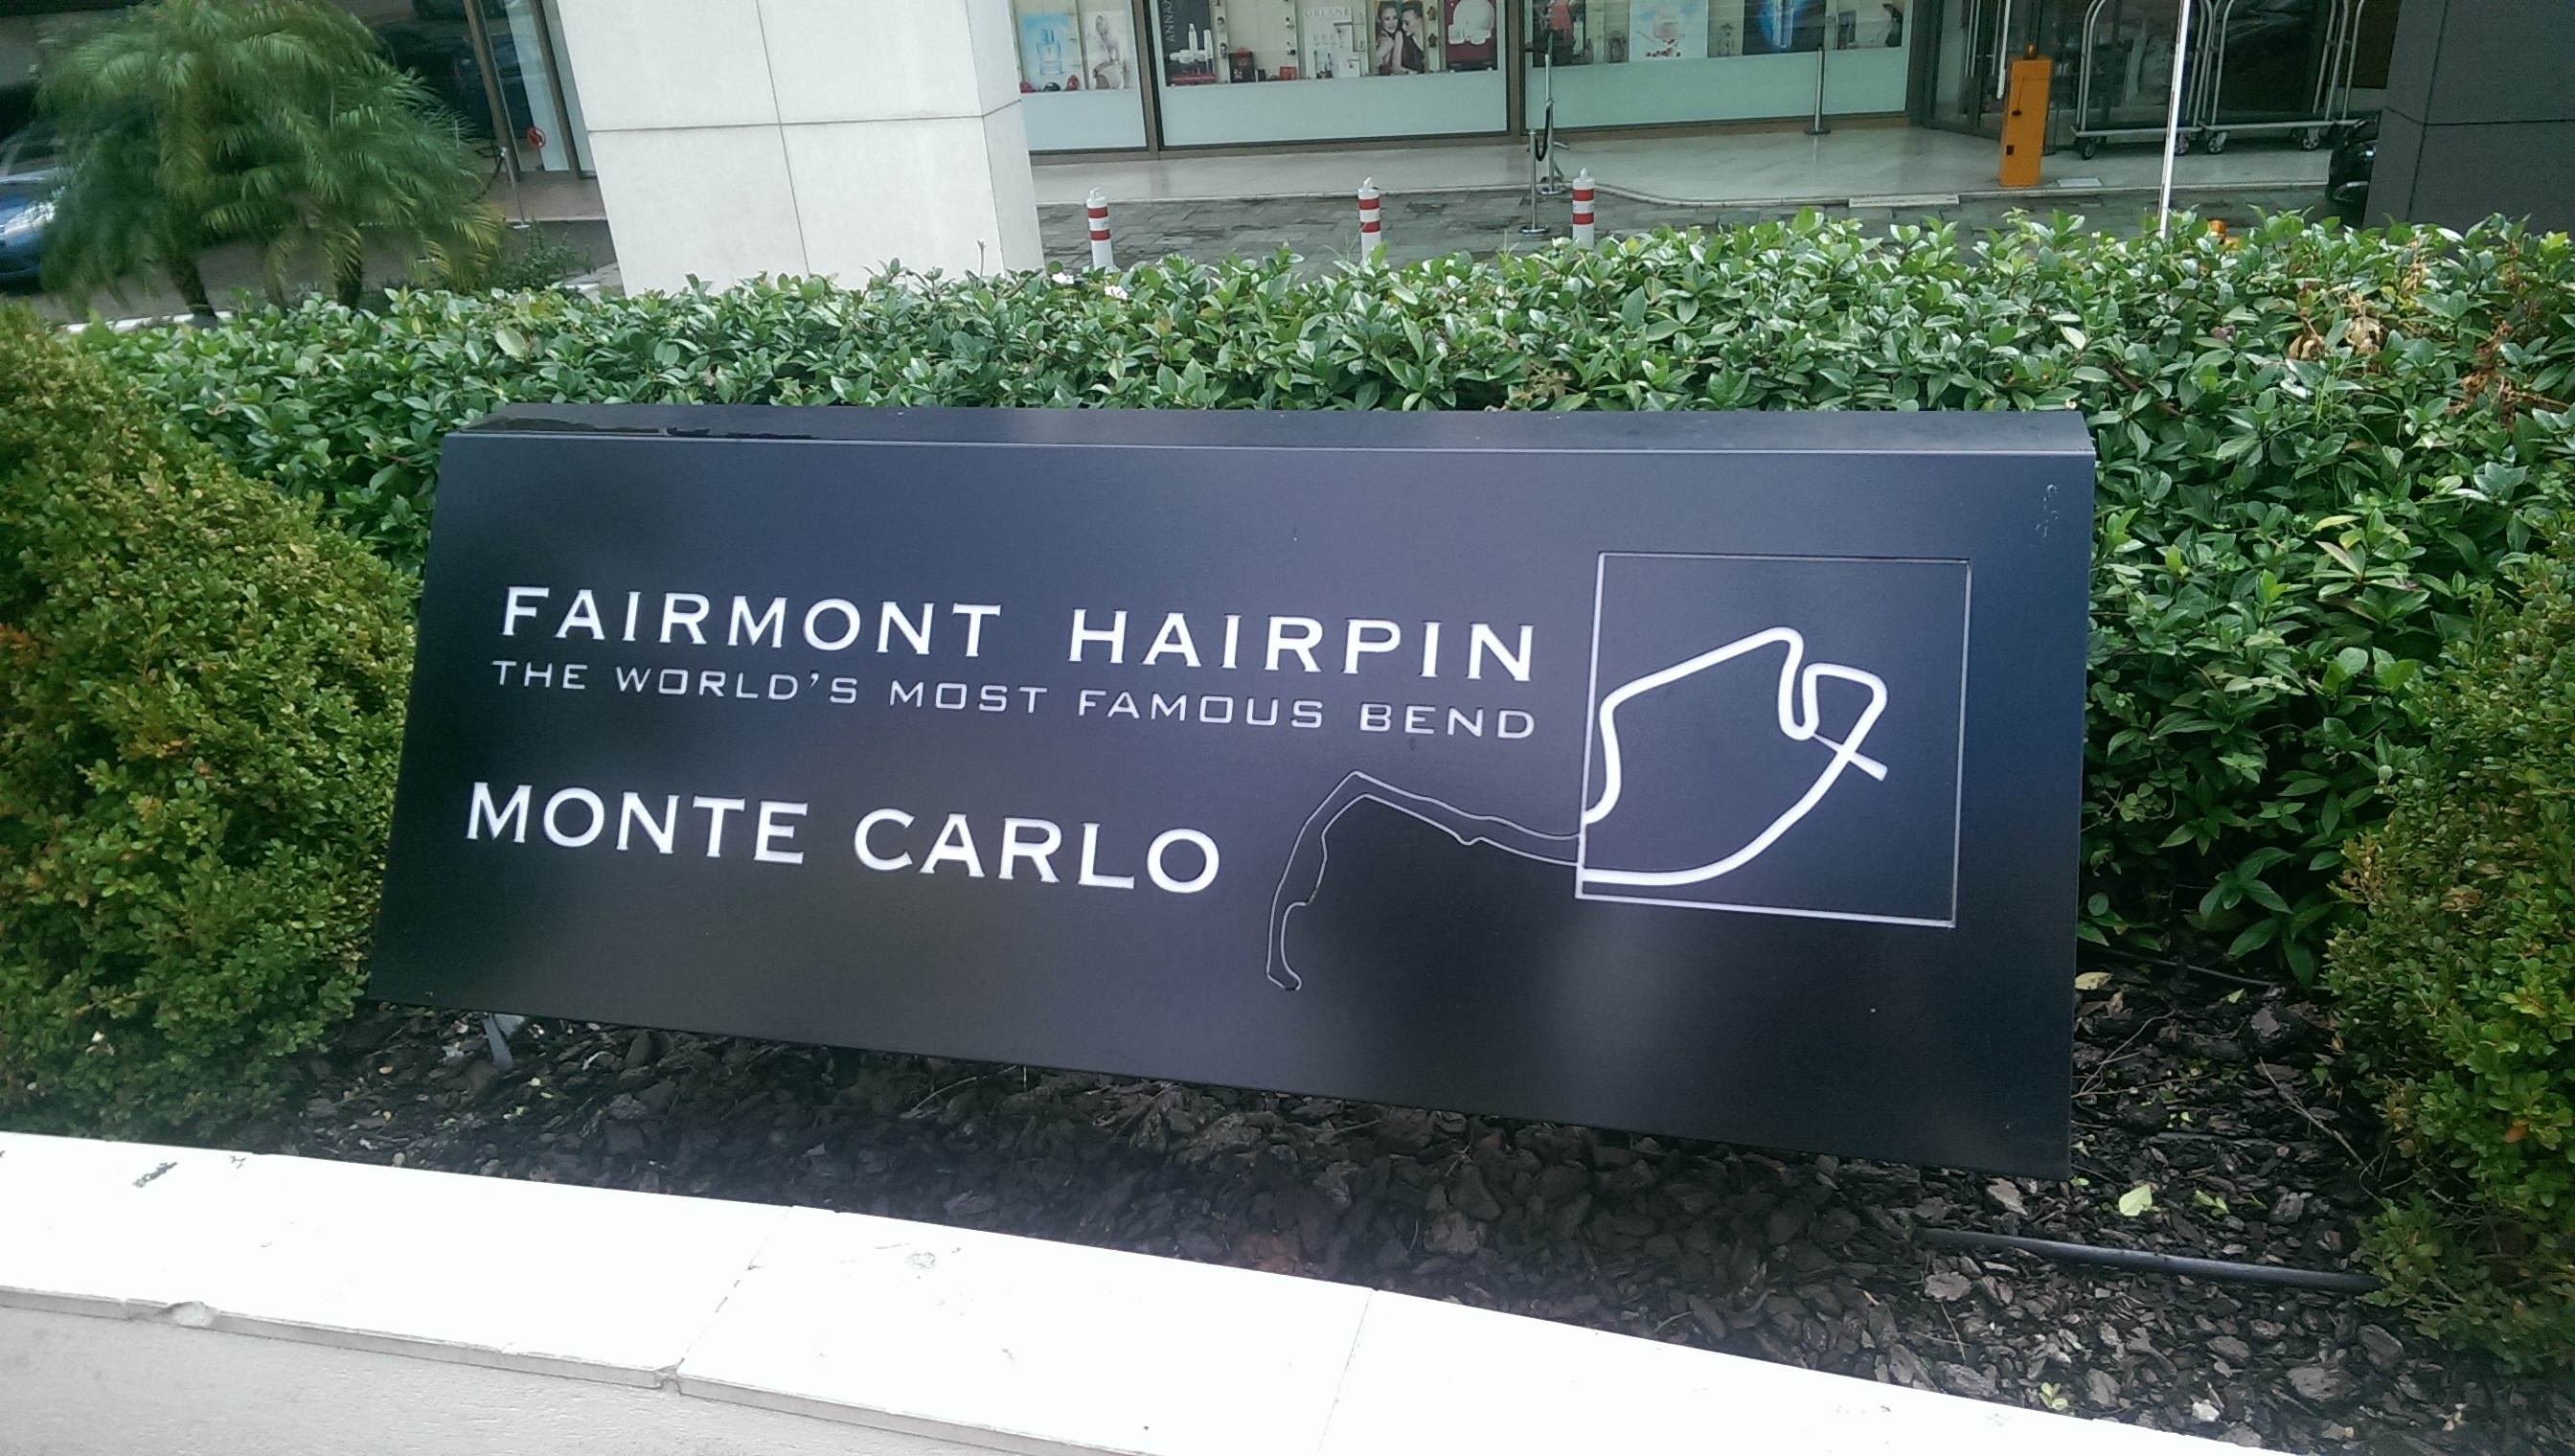 FAIRMONT HAIRPIN
THE WORLD'S MOST FAMOUS BEND
MONTE CARLO